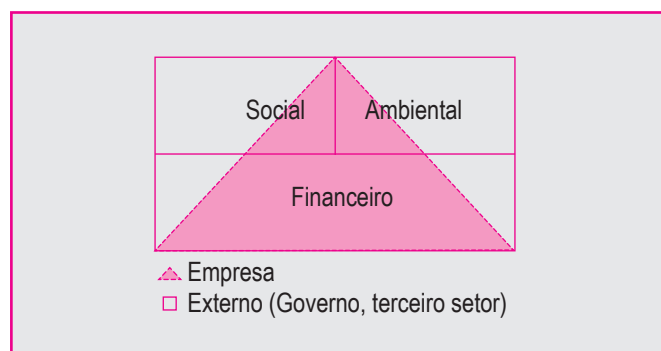 Social Ambiental
Financeiro
Empresa
Externo (Governo, terceiro setor)